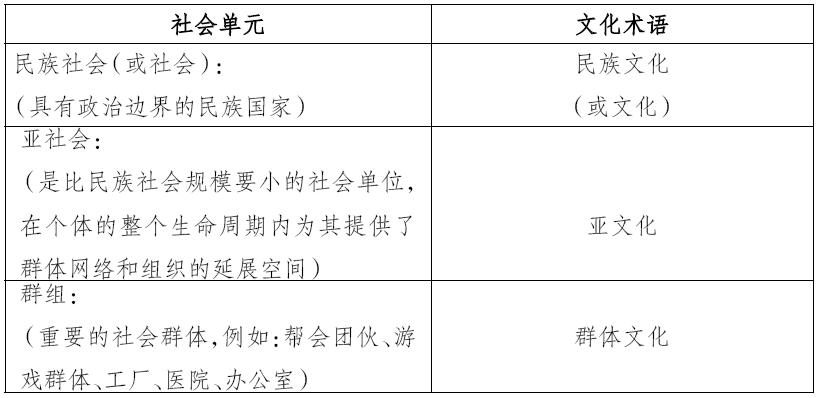 社会单元 文化术语
民族社会(或社会): 民族文化
(具有政治边界的民族国家) (或文化)
亚社会:
(是比民族社会规模要小的社会单位,
在个体的整个生命周期内为其提供了
群体网络和组织的延展空间)
亚文化
群组:
(重要的社会群体,例如:帮会团伙、游
戏群体、工厂、医院、办公室)
群体文化